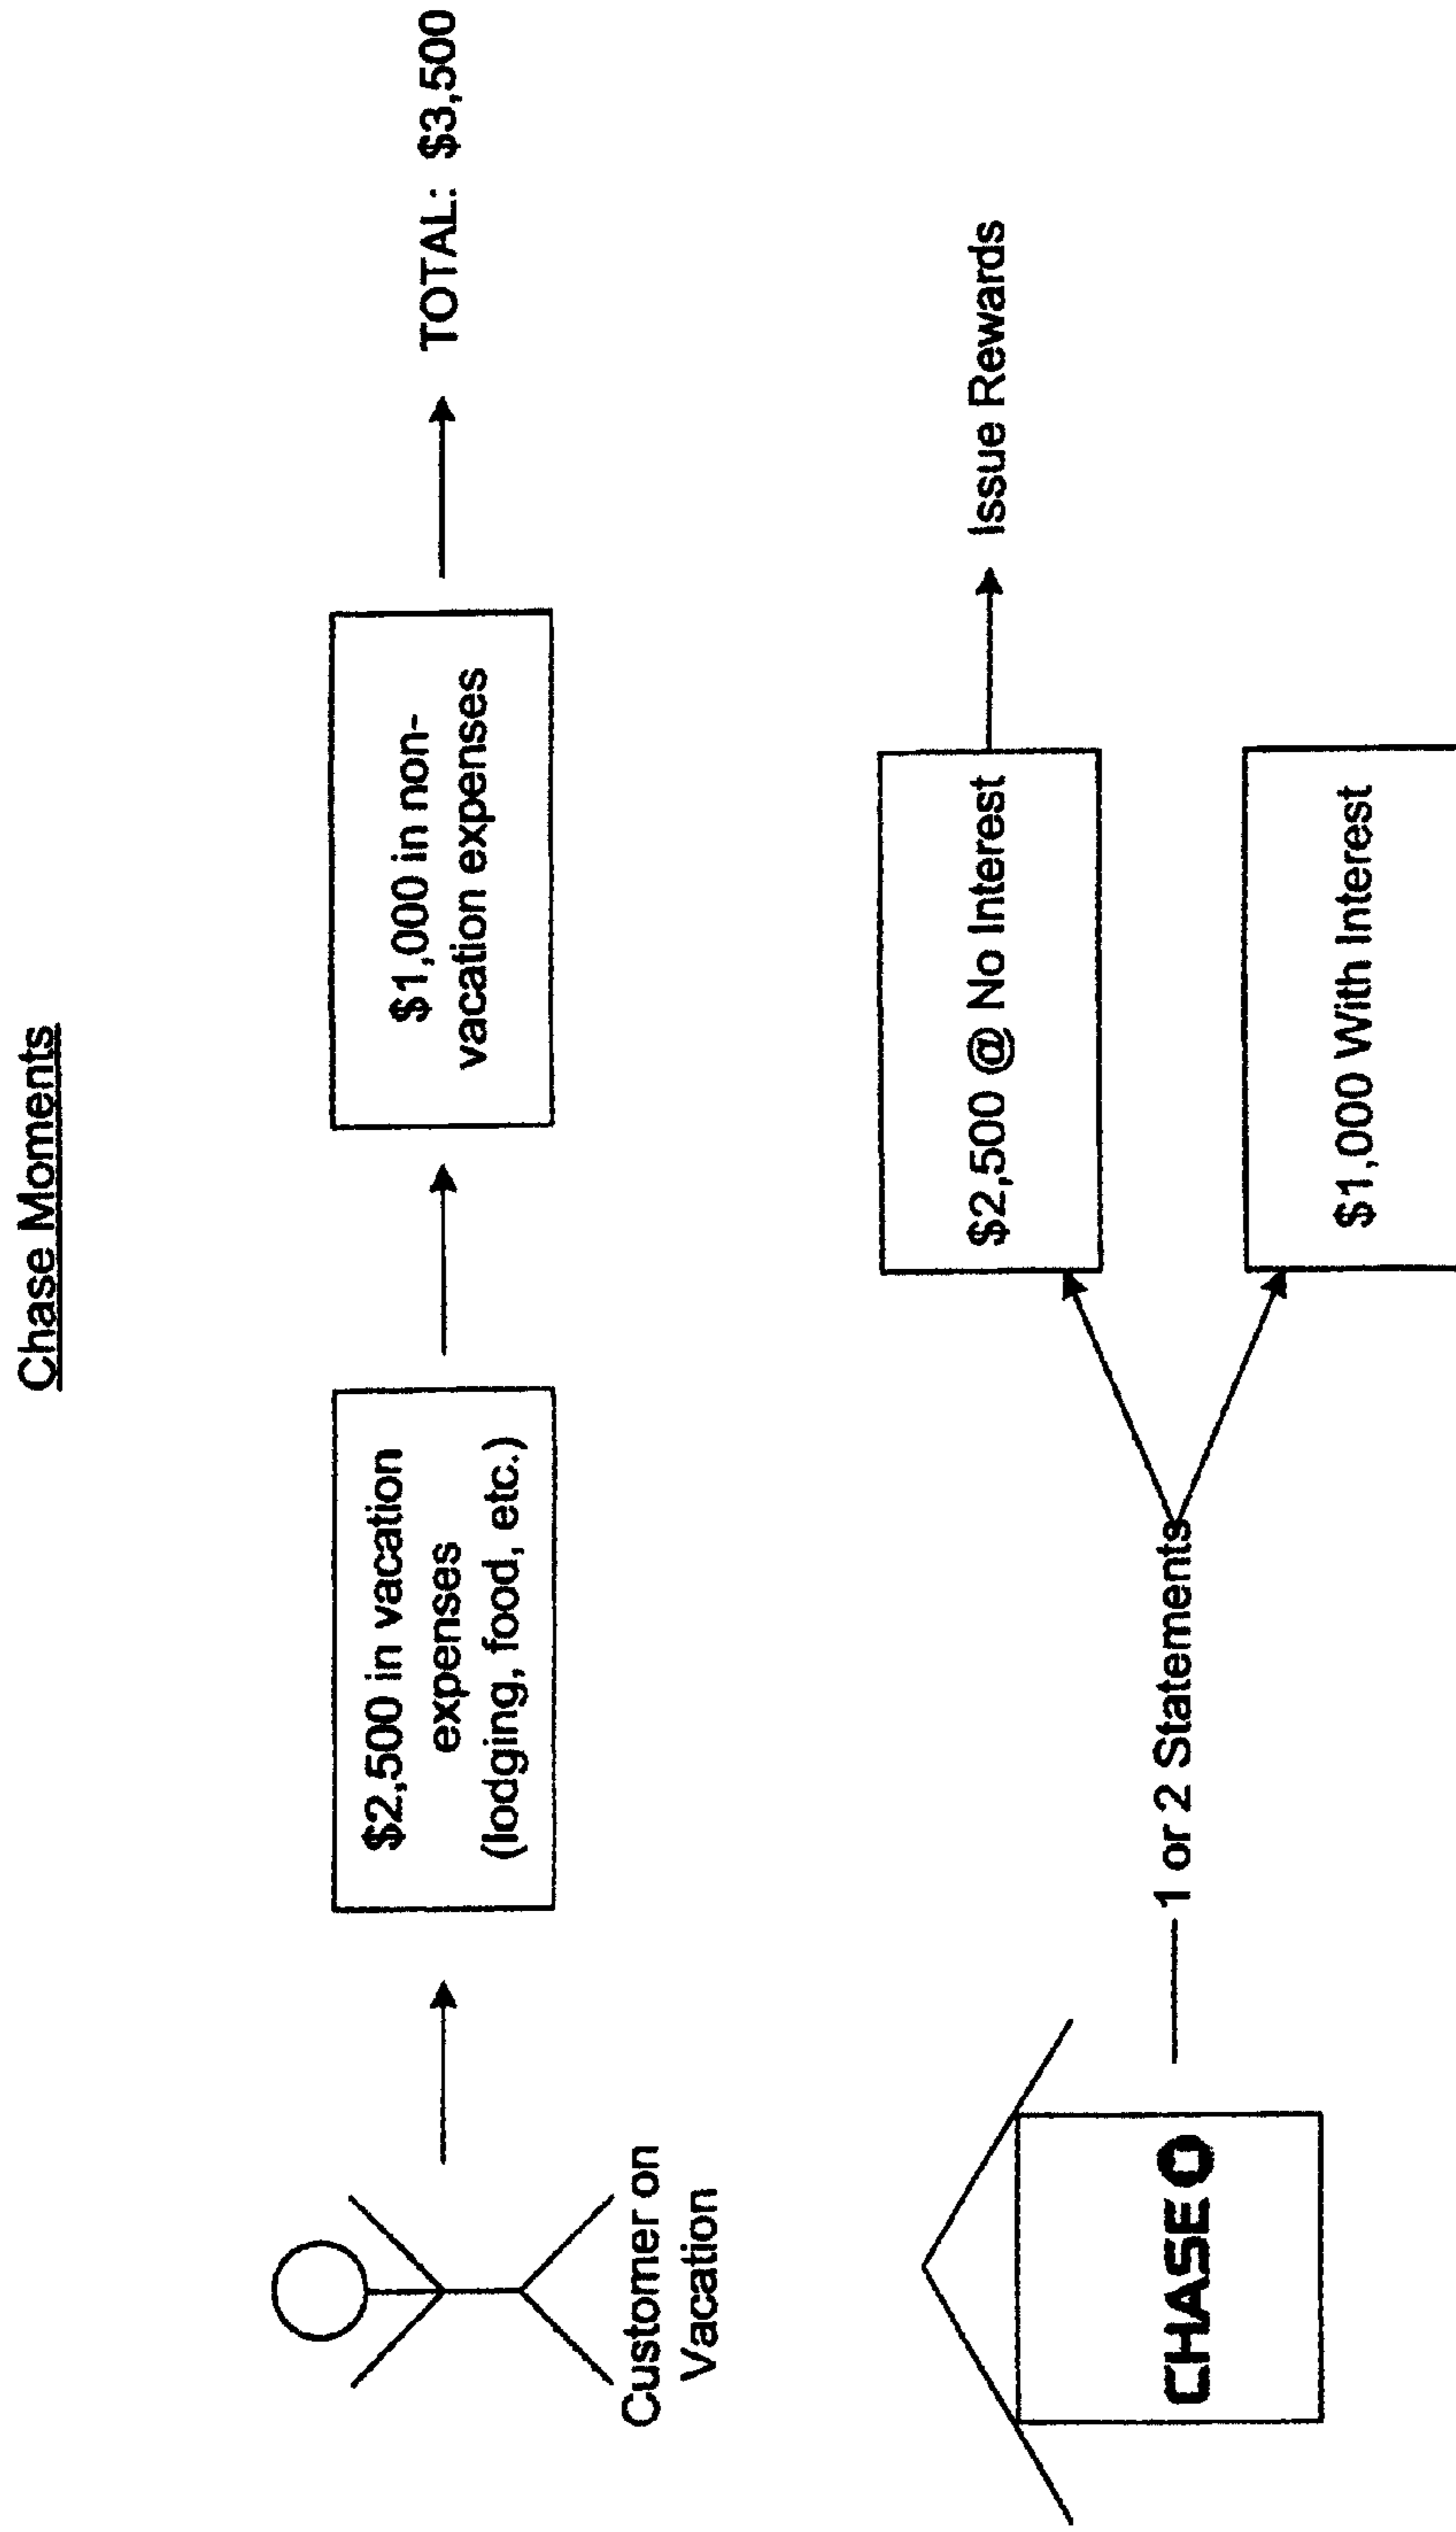 Chase Moments
Customer on
Vacation
$2,500 in vacation
expenses
(lodging, food, etc.)
$1,000 in non-
vacation expenses
TOTAL: $3,500
CHASE
1 or 2 Statements
$2,500 @ No Interest
Issue Rewards
$1,000 With Interest